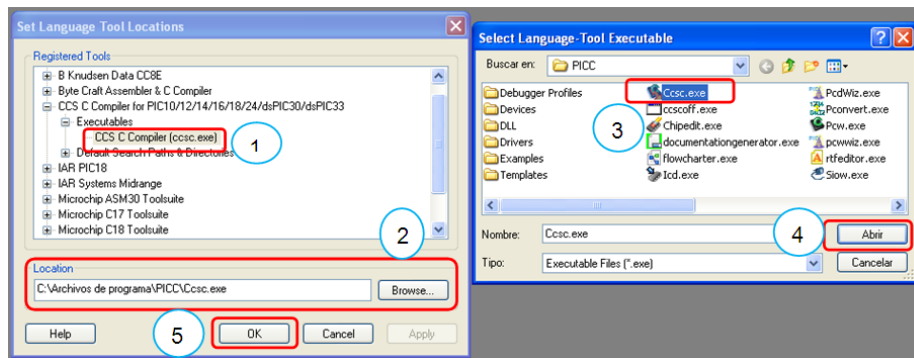 Set Language Tool Locations
Registered Tools
B Knudsen Data CC8E
Byte Craft Assembler & C Compiler
CCS C Compiler for PIC10/12/14/16/18/24/dsPIC30/dsPIC33
Executables
CCS C Compiler (ccsc.exe)
1
Default Search Paths & Directories
IAR PIC18
IAR Systems Midrange
Microchip ASM30 Toolsuite
Microchip C17 Toolsuite
Microchip C18 Toolsuite
2
Location
C:\Archivos de programa\PICC\Ccsc.exe
Browse...
Help
5
OK
Cancel
Apply
Select Language-Tool Executable
Buscar en:
PICC
Debugger Profiles
Devices
DLL
Drivers
Examples
Templates
Ccsc.exe
ccscoff.exe
3
Chipedit.exe
documentationgenerator.exe
flowcharter.exe
Icd.exe
PcdWiz.exe
Pconvert.exe
Pcw.exe
pcwwiz.exe
rtfeditor.exe
Siow.exe
Nombre:
Ccsc.exe
4
Abrir
Tipo:
Executable Files (*.exe)
Cancelar